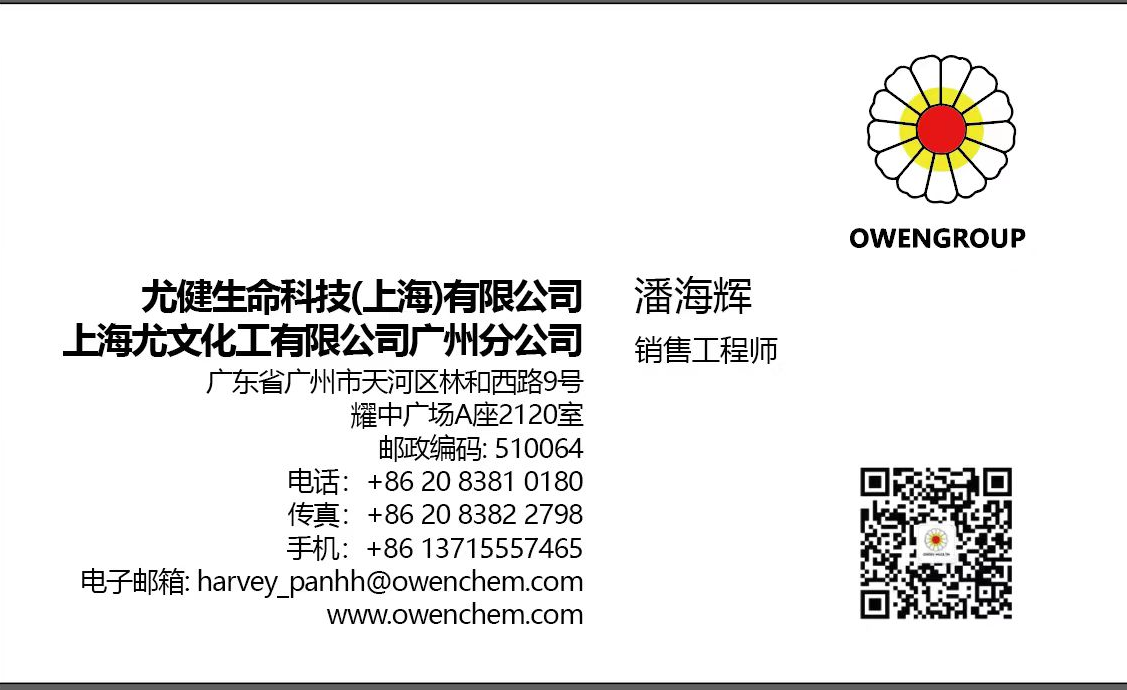 OWENGROUP
尤健生命科技(上海)有限公司
上海尤文化工有限公司广州分公司
广东省广州市天河区林和西路9号
耀中广场A座2120室
邮政编码: 510064
电话：+86 20 8381 0180
传真：+86 20 8382 2798
手机：+86 13715557465
电子邮箱: harvey_panhh@owenchem.com
www.owenchem.com
潘海辉
销售工程师